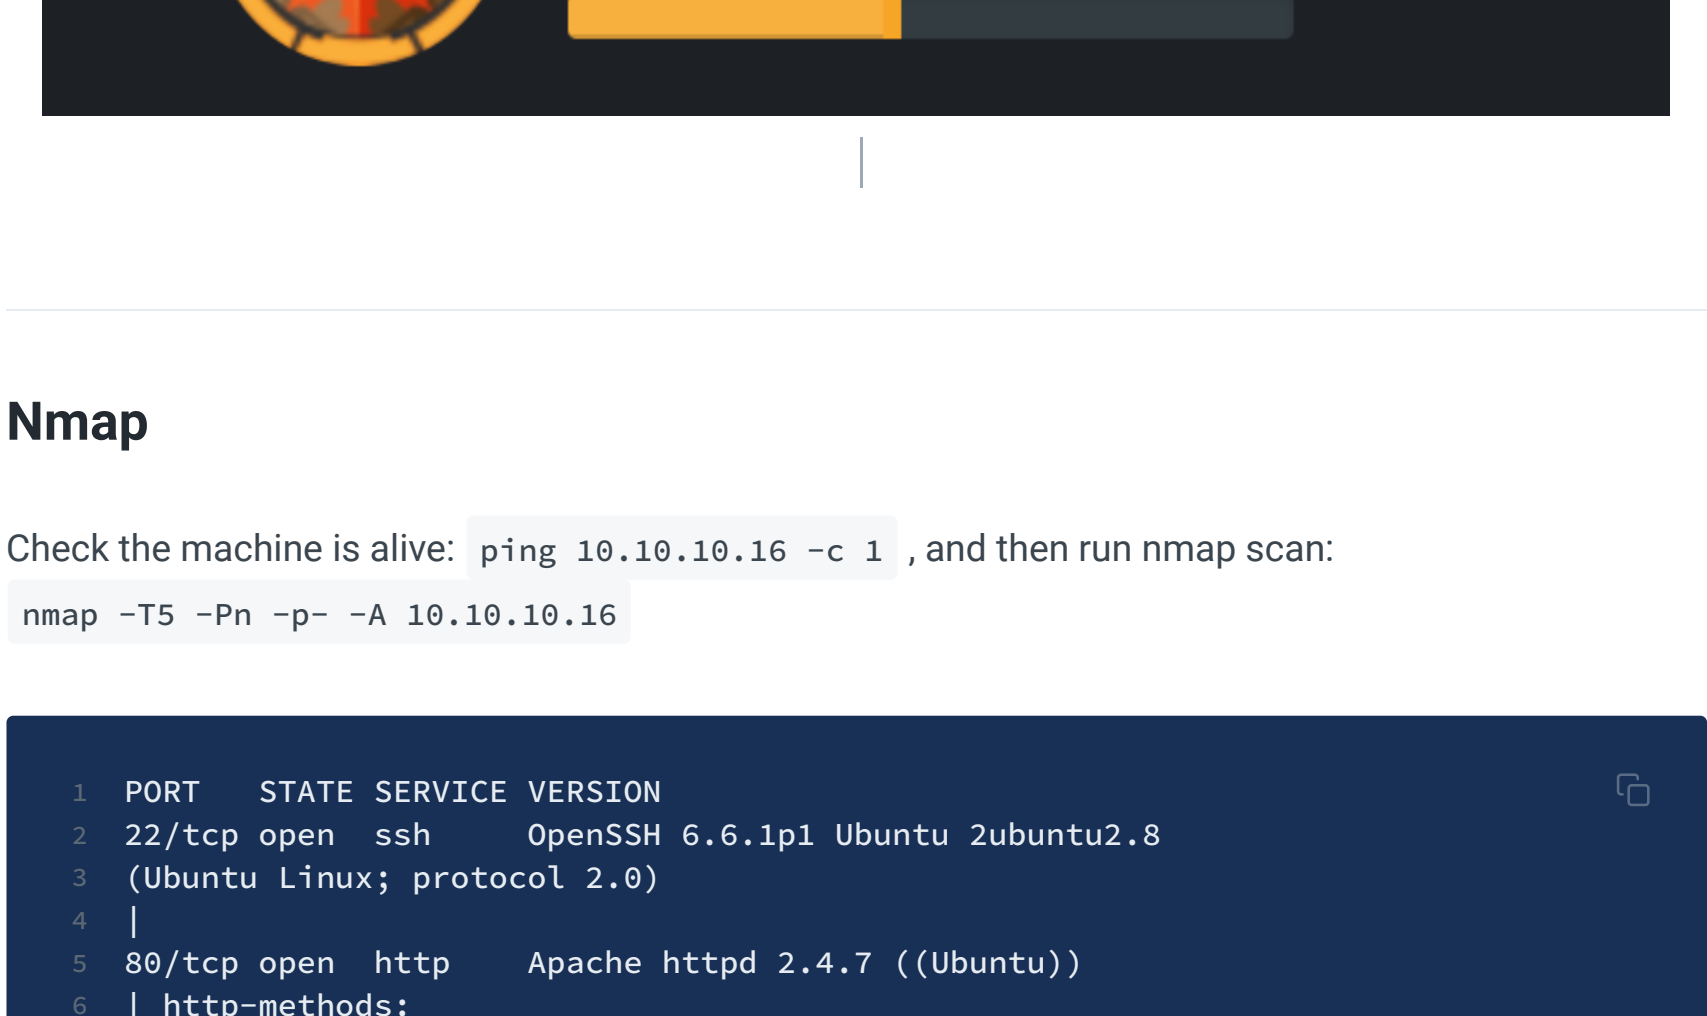 Nmap
Check the machine is alive: ping 10.10.10.16 -c 1 , and then run nmap scan:
nmap -T5 -Pn -p- -A 10.10.10.16
1 PORT   STATE SERVICE VERSION
2 22/tcp open  ssh     OpenSSH 6.6.1p1 Ubuntu 2ubuntu2.8
3 (Ubuntu Linux; protocol 2.0)
4 |
5 80/tcp open  http    Apache httpd 2.4.7 ((Ubuntu))
6 | http-methods: